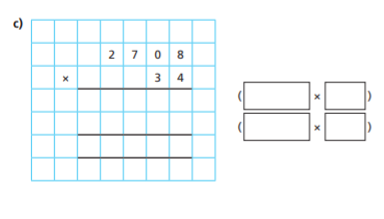 c)
2 7 0 8
× 3 4
( × )
( × )